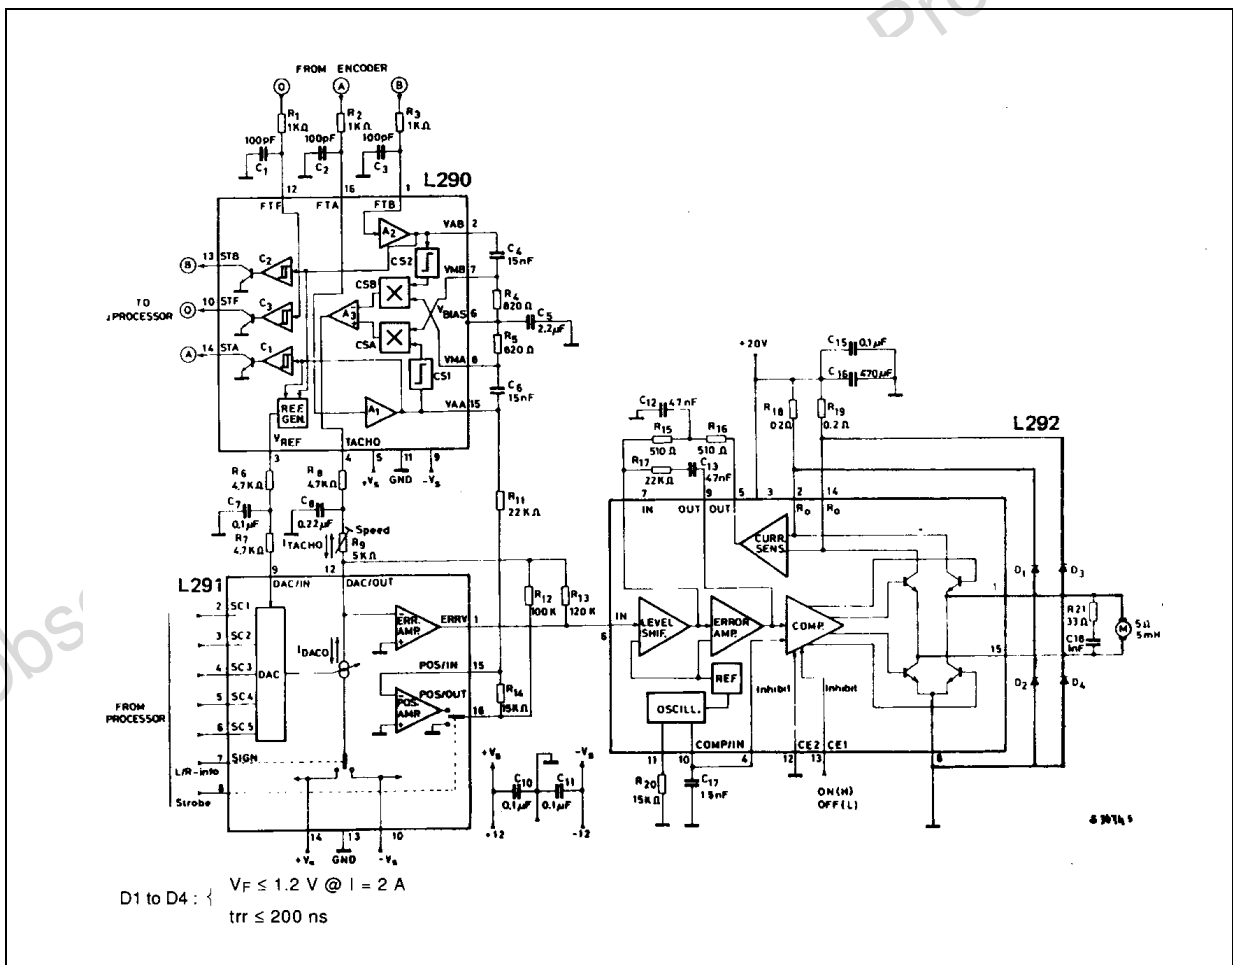 Pro
Obs
FROM ENCODER
O A B
R1 1KΩ
R2 1KΩ
R3 1KΩ
100pF C1
100pF C2
100pF C3
12 16 1
L290
FTF FTA FTB
A2
VAB 2
C4 15nF
CS2
13 STB
B
C2
CSB
VMB 7
R4 820Ω
TO
PROCESSOR
10 STF
O
C3
A3
VBIAS 6
C5 2.2µF
CSA
R5 820Ω
14 STA
A
C1
VMA 8
CS1
C6 15nF
REF. GEN.
A1
VAA 15
VREF TACHO
3 4 5 11 9
+Vs GND -Vs
R6 4.7KΩ
R8 4.7KΩ
C7 0.1µF
C8 0.22µF
R11 22KΩ
R7 4.7KΩ
ITACHO
Speed
R9 5KΩ
9 12
L291
DAC/IN DAC/OUT
R12 100K
R13 120K
2 SC1
3 SC2
4 SC3
5 SC4
6 SC5
DAC
IDACO
ERR. AMP.
ERRV 1
POS/IN 15
POS. AMP.
POS/OUT 16
R14 15KΩ
FROM
PROCESSOR
7 SIGN
L/R-info
8
Strobe
14 13 10
+Vs GND -Vs
+Vs -Vs
C10 0.1µF
C11 0.1µF
+12 -12
+20V
C15 0.1µF
C16 470µF
C12 47nF
R15 510Ω
R16 510Ω
R17 22KΩ
C13 47nF
R18 0.2Ω
R19 0.2Ω
L292
7 9 5 3 2 14
IN OUT OUT R0 R0
CURR. SENS.
IN
6
LEVEL SHIF.
ERROR AMP.
COMP.
REF
OSCILL.
Inhibit Inhibit
COMP/IN CE2 CE1
11 10 4 12 13 8
R20 15KΩ
C17 1.5nF
ON(H)
OFF(L)
1
15
D1 D3
D2 D4
R21 33Ω
C18 1nF
M
5Ω
5mH
D1 to D4 : {
VF ≤ 1.2 V @ I = 2 A
trr ≤ 200 ns